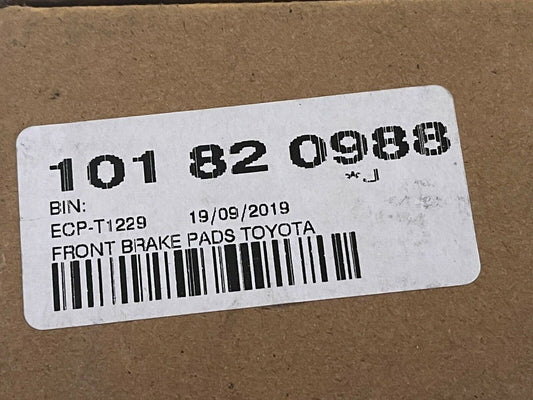 101 82 0988
*J
BIN:
ECP-T1229 19/09/2019
FRONT BRAKE PADS TOYOTA